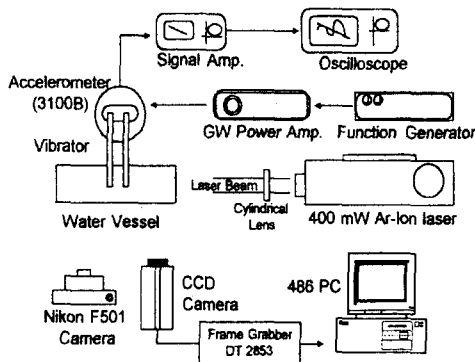 Signal Amp.
Oscilloscope
Accelerometer
(3100B)
GW Power Amp.
Function Generator
Vibrator
Laser Beam
Water Vessel
Cylindrical
Lens
400 mW Ar-Ion laser
CCD
Camera
486 PC
Nikon F501
Camera
Frame Grabber
DT 2853